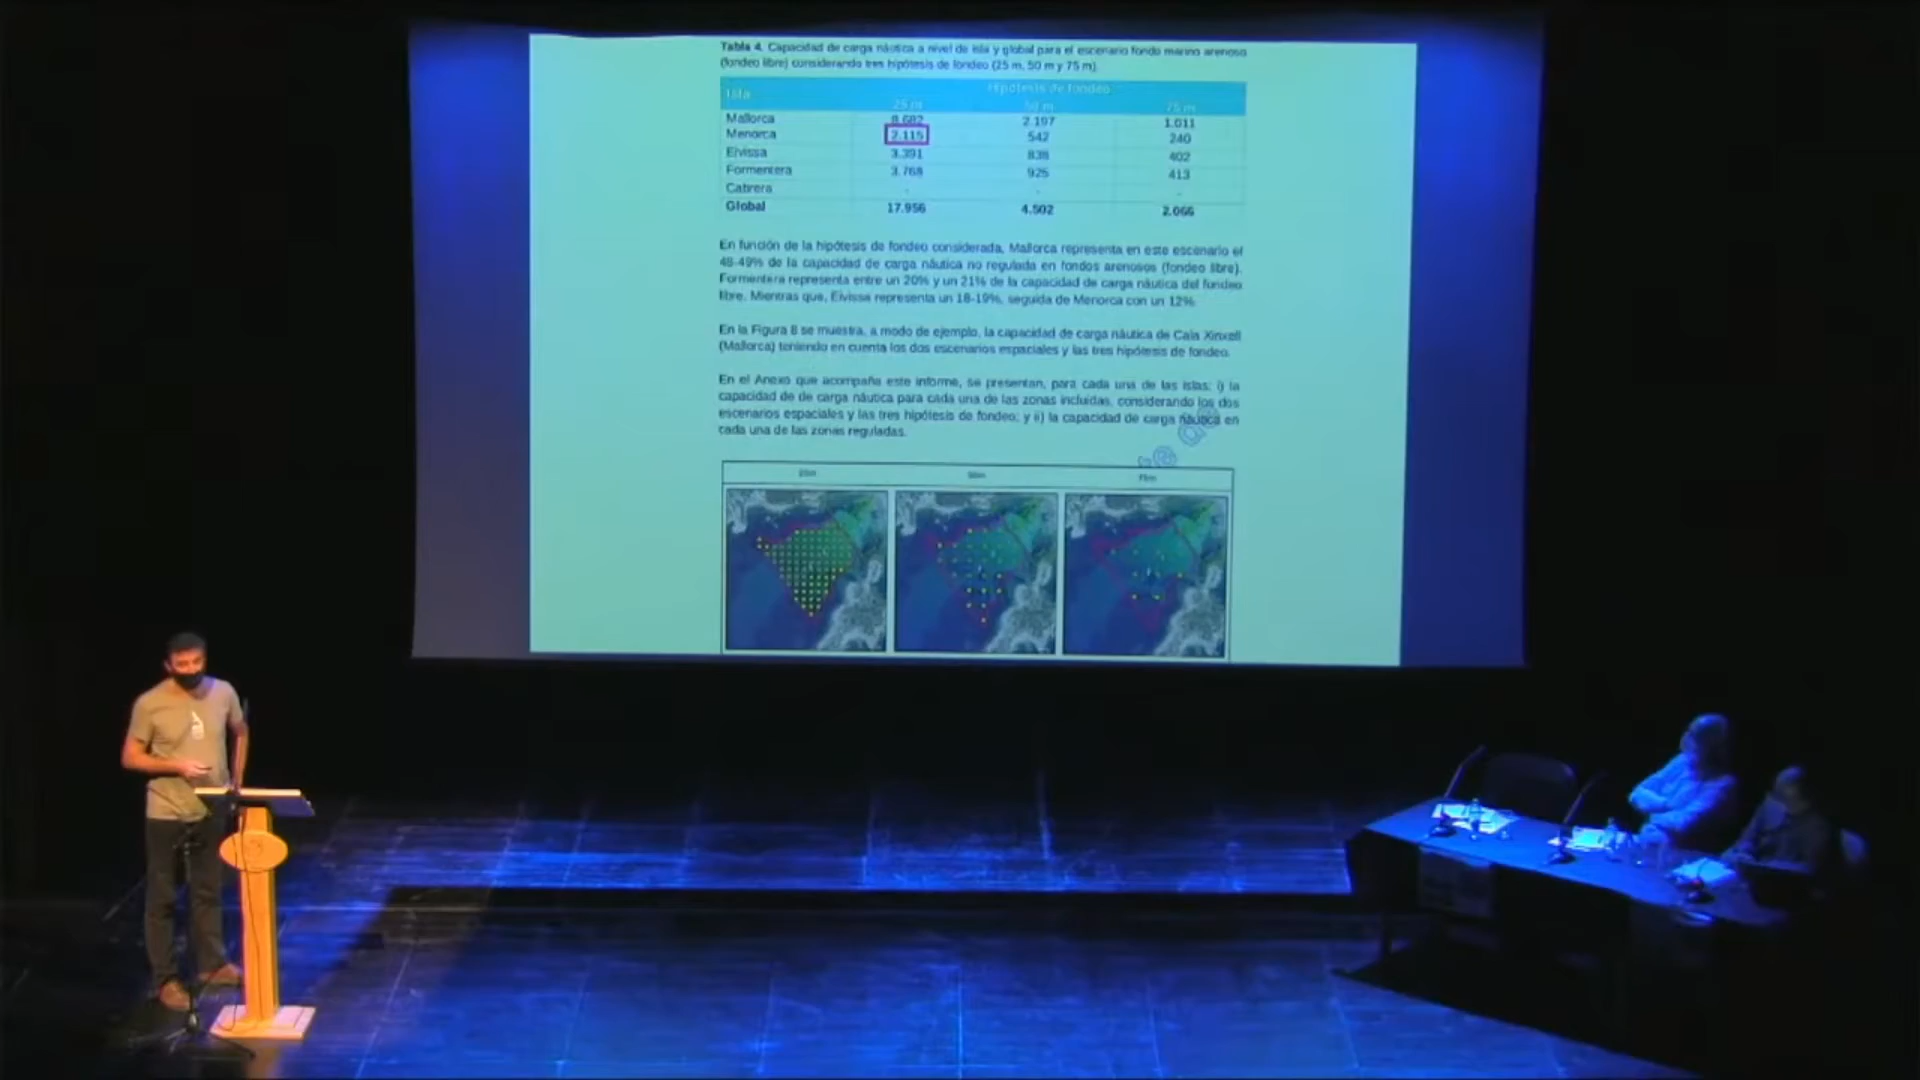 Tabla 4. Capacidad de carga náutica a nivel de isla y global para el escenario fondo marino arenoso
(fondeo libre) considerando tres hipótesis de fondeo (25 m, 50 m y 75 m).
Isla Hipótesis de fondeo
25 m 50 m 75 m
Mallorca 8.682 2.197 1.011
Menorca 2.115 542 240
Eivissa 3.391 838 402
Formentera 3.768 925 413
Cabrera - - -
Global 17.956 4.502 2.066
En función de la hipótesis de fondeo considerada, Mallorca representa en este escenario el
48-49% de la capacidad de carga náutica no regulada en fondos arenosos (fondeo libre).
Formentera representa entre un 20% y un 21% de la capacidad de carga náutica del fondeo
libre. Mientras que, Eivissa representa un 18-19%, seguida de Menorca con un 12%.
En la Figura 8 se muestra, a modo de ejemplo, la capacidad de carga náutica de Cala Xinxell
(Mallorca) teniendo en cuenta los dos escenarios espaciales y las tres hipótesis de fondeo.
En el Anexo que acompaña este informe, se presentan, para cada una de las islas: i) la
capacidad de de carga náutica para cada una de las zonas incluidas, considerando los dos
escenarios espaciales y las tres hipótesis de fondeo; y ii) la capacidad de carga náutica en
cada una de las zonas reguladas.
25m 50m 75m